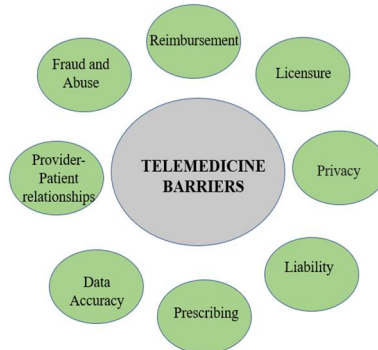 Reimbursement
Fraud and
Abuse
Licensure
Provider-
Patient
relationships
TELEMEDICINE
BARRIERS
Privacy
Data
Accuracy
Liability
Prescribing